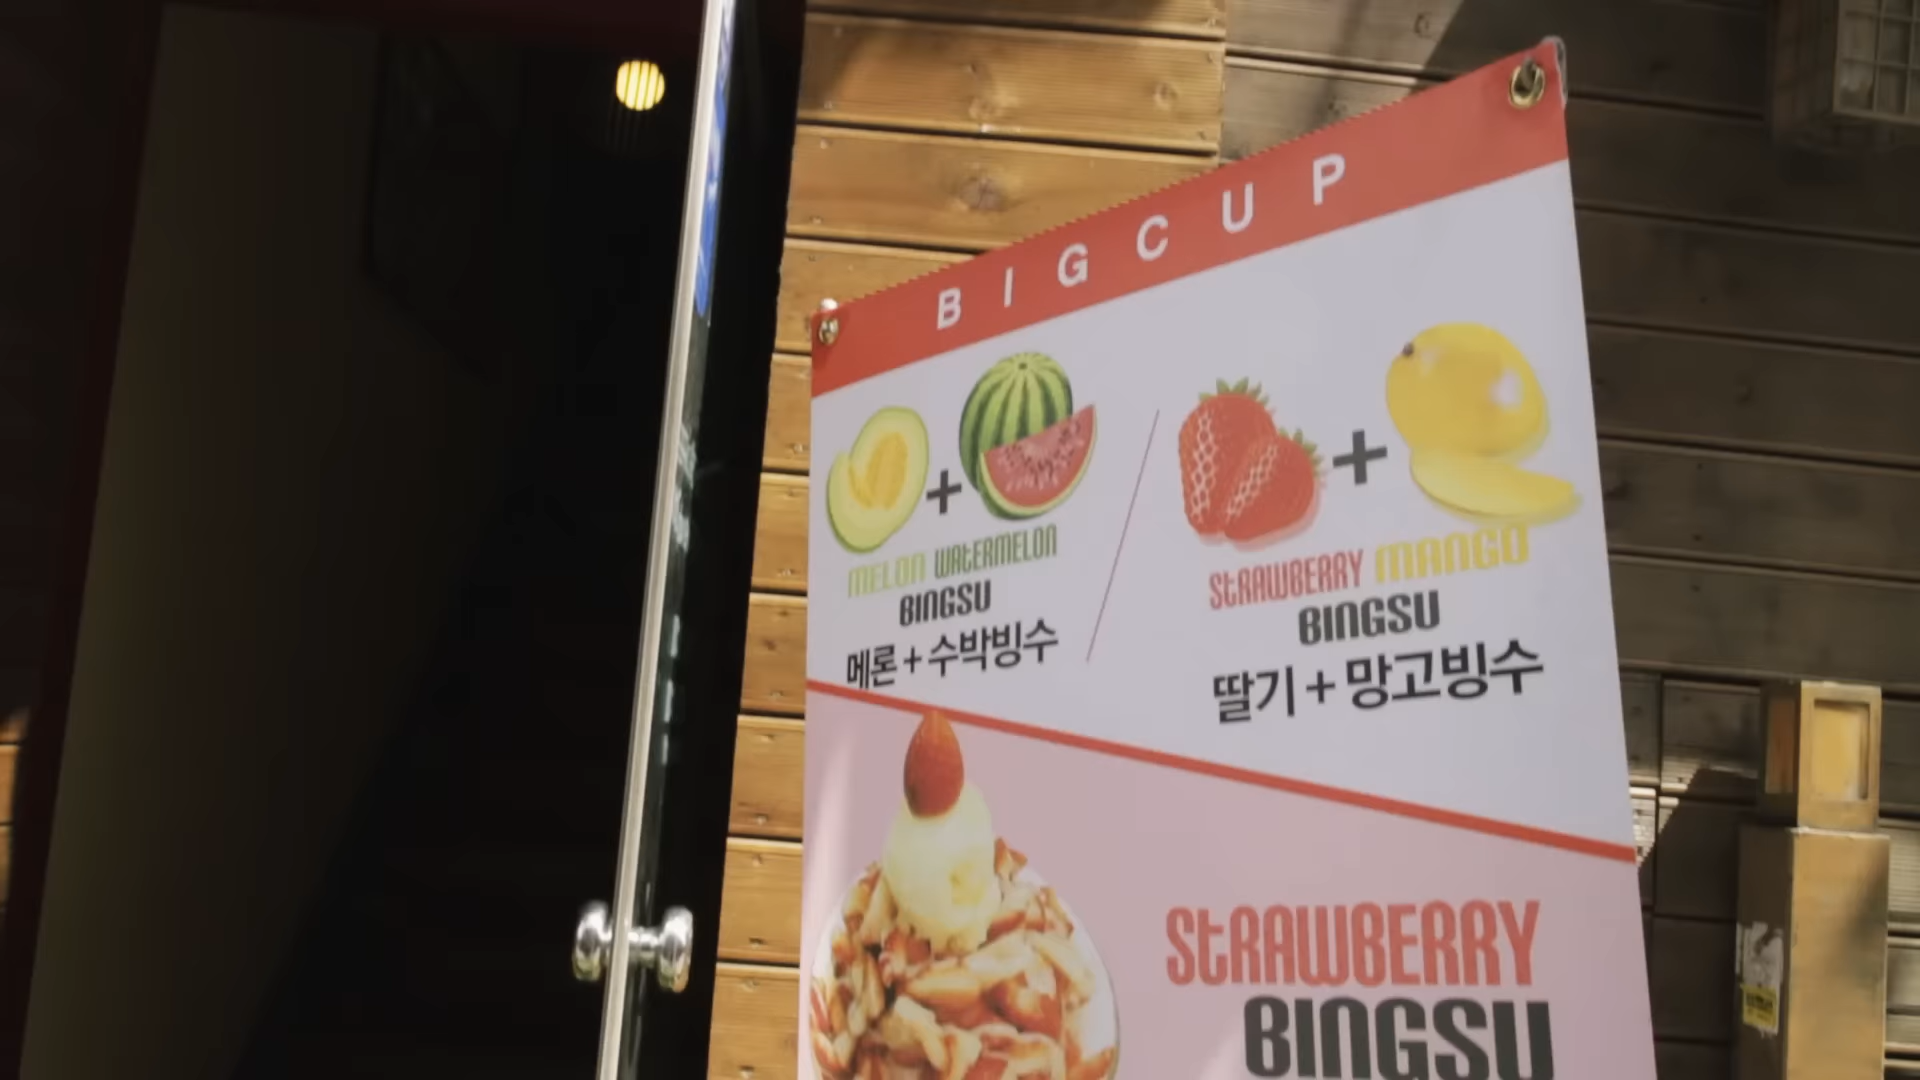 BIGCUP
MELON WATERMELON
BINGSU
메론+수박빙수
STRAWBERRY MANGO
BINGSU
딸기+망고빙수
STRAWBERRY
BINGSU